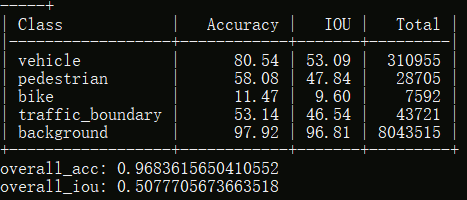 -----+
| Class            |   Accuracy |   IOU |   Total |
|------------------+------------+-------+---------|
| vehicle          |      80.54 | 53.09 |  310955 |
| pedestrian       |      58.08 | 47.84 |   28705 |
| bike             |      11.47 |  9.60 |    7592 |
| traffic_boundary |      53.14 | 46.54 |   43721 |
| background       |      97.92 | 96.81 | 8043515 |
+------------------+------------+-------+---------+
overall_acc: 0.9683615650410552
overall_iou: 0.5077705673663518